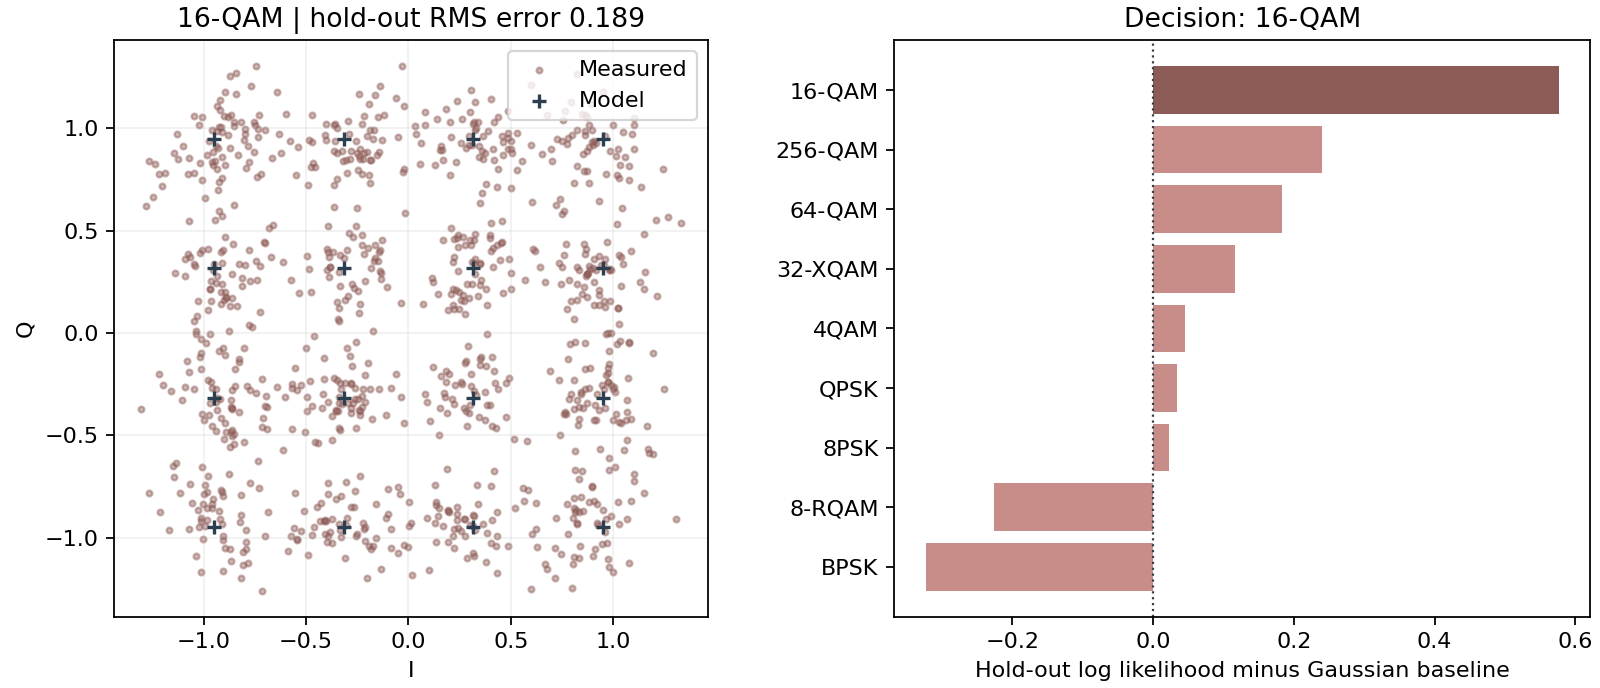 16-QAM | hold-out RMS error 0.189
Measured
Model
1.0
0.5
0.0
−0.5
−1.0
Q
−1.0
−0.5
0.0
0.5
1.0
I
Decision: 16-QAM
16-QAM
256-QAM
64-QAM
32-XQAM
4QAM
QPSK
8PSK
8-RQAM
BPSK
−0.2
0.0
0.2
0.4
0.6
Hold-out log likelihood minus Gaussian baseline